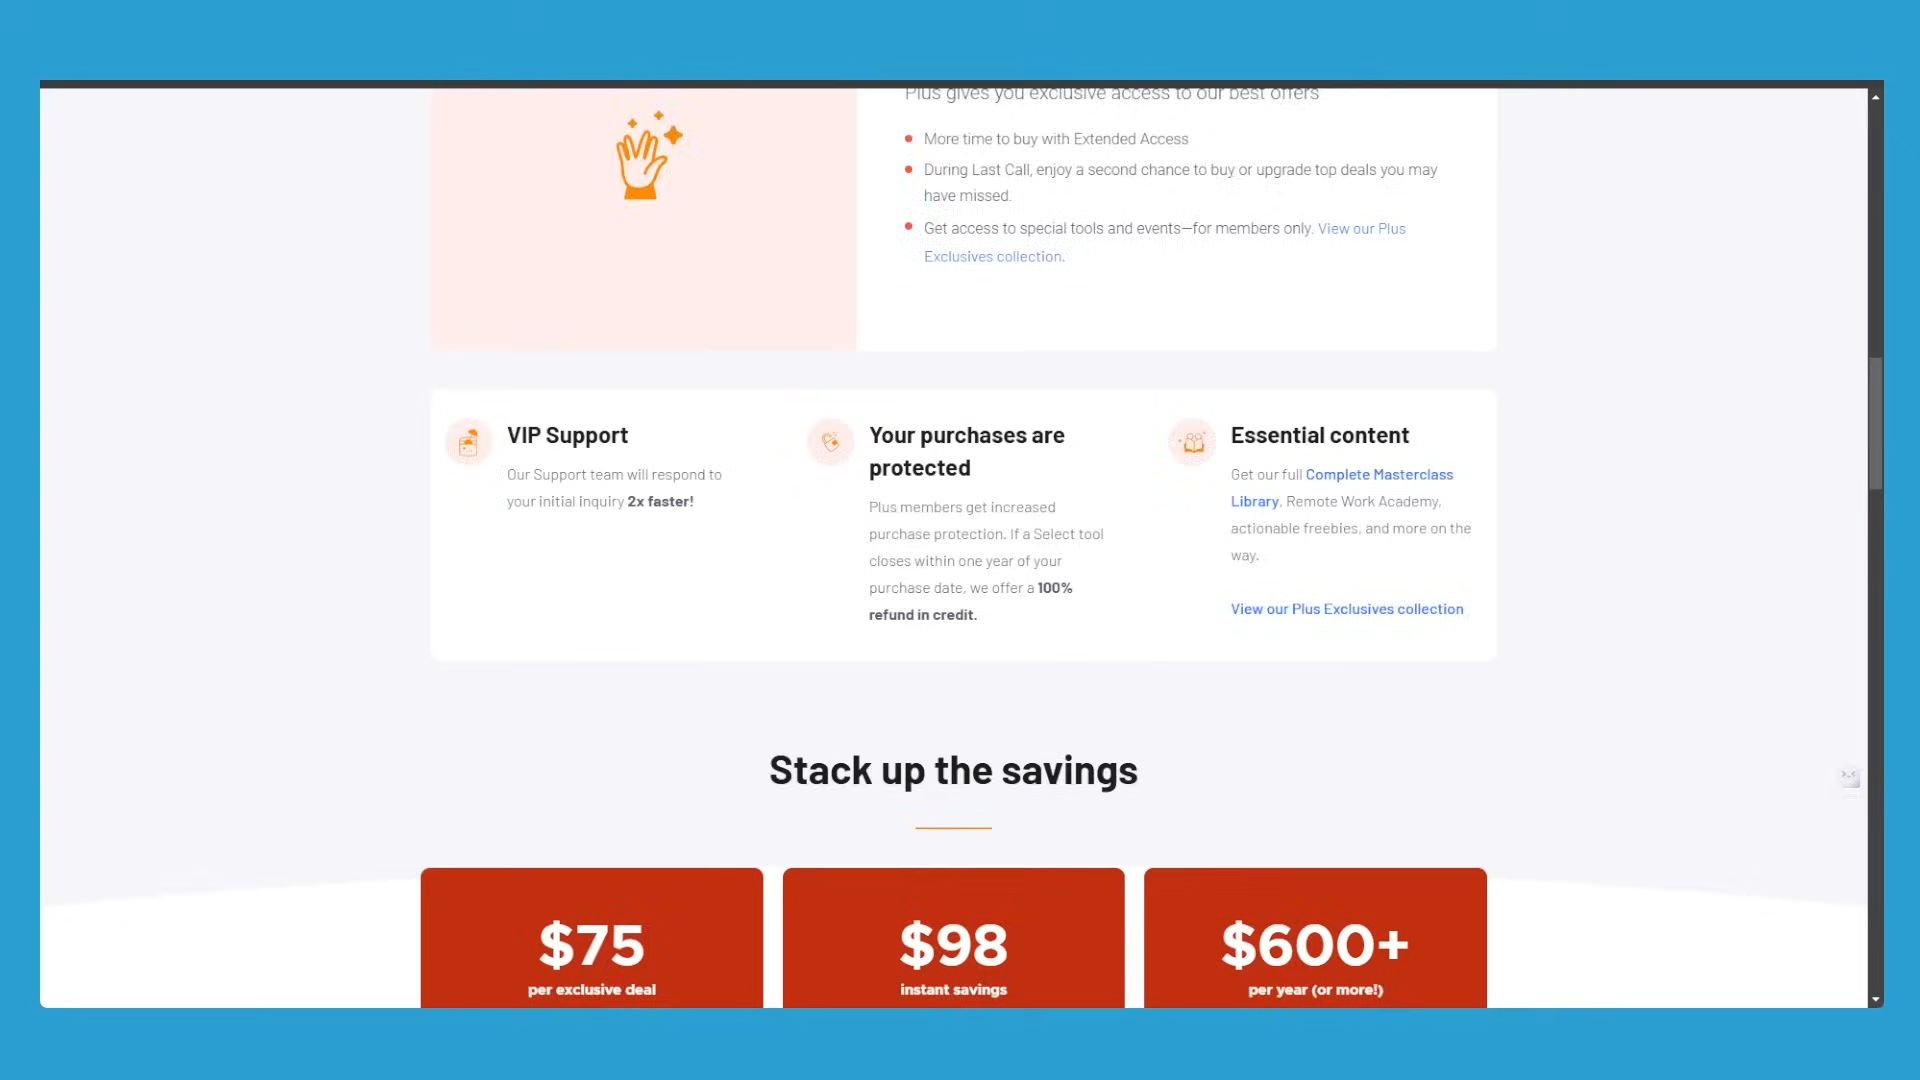 Plus gives you exclusive access to our best offers
More time to buy with Extended Access
During Last Call, enjoy a second chance to buy or upgrade top deals you may
have missed.
Get access to special tools and events—for members only. View our Plus
Exclusives collection.
VIP Support
Our Support team will respond to
your initial inquiry 2x faster!
Your purchases are
protected
Plus members get increased
purchase protection. If a Select tool
closes within one year of your
purchase date, we offer a 100%
refund in credit.
Essential content
Get our full Complete Masterclass
Library, Remote Work Academy,
actionable freebies, and more on the
way.
View our Plus Exclusives collection
Stack up the savings
$75
per exclusive deal
$98
instant savings
$600+
per year (or more!)